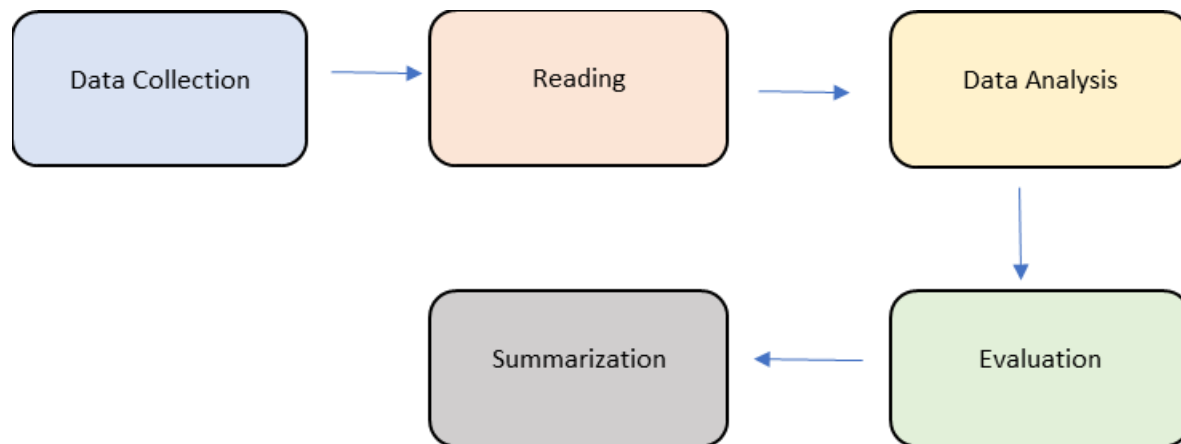 Data Collection
Reading
Data Analysis
Evaluation
Summarization